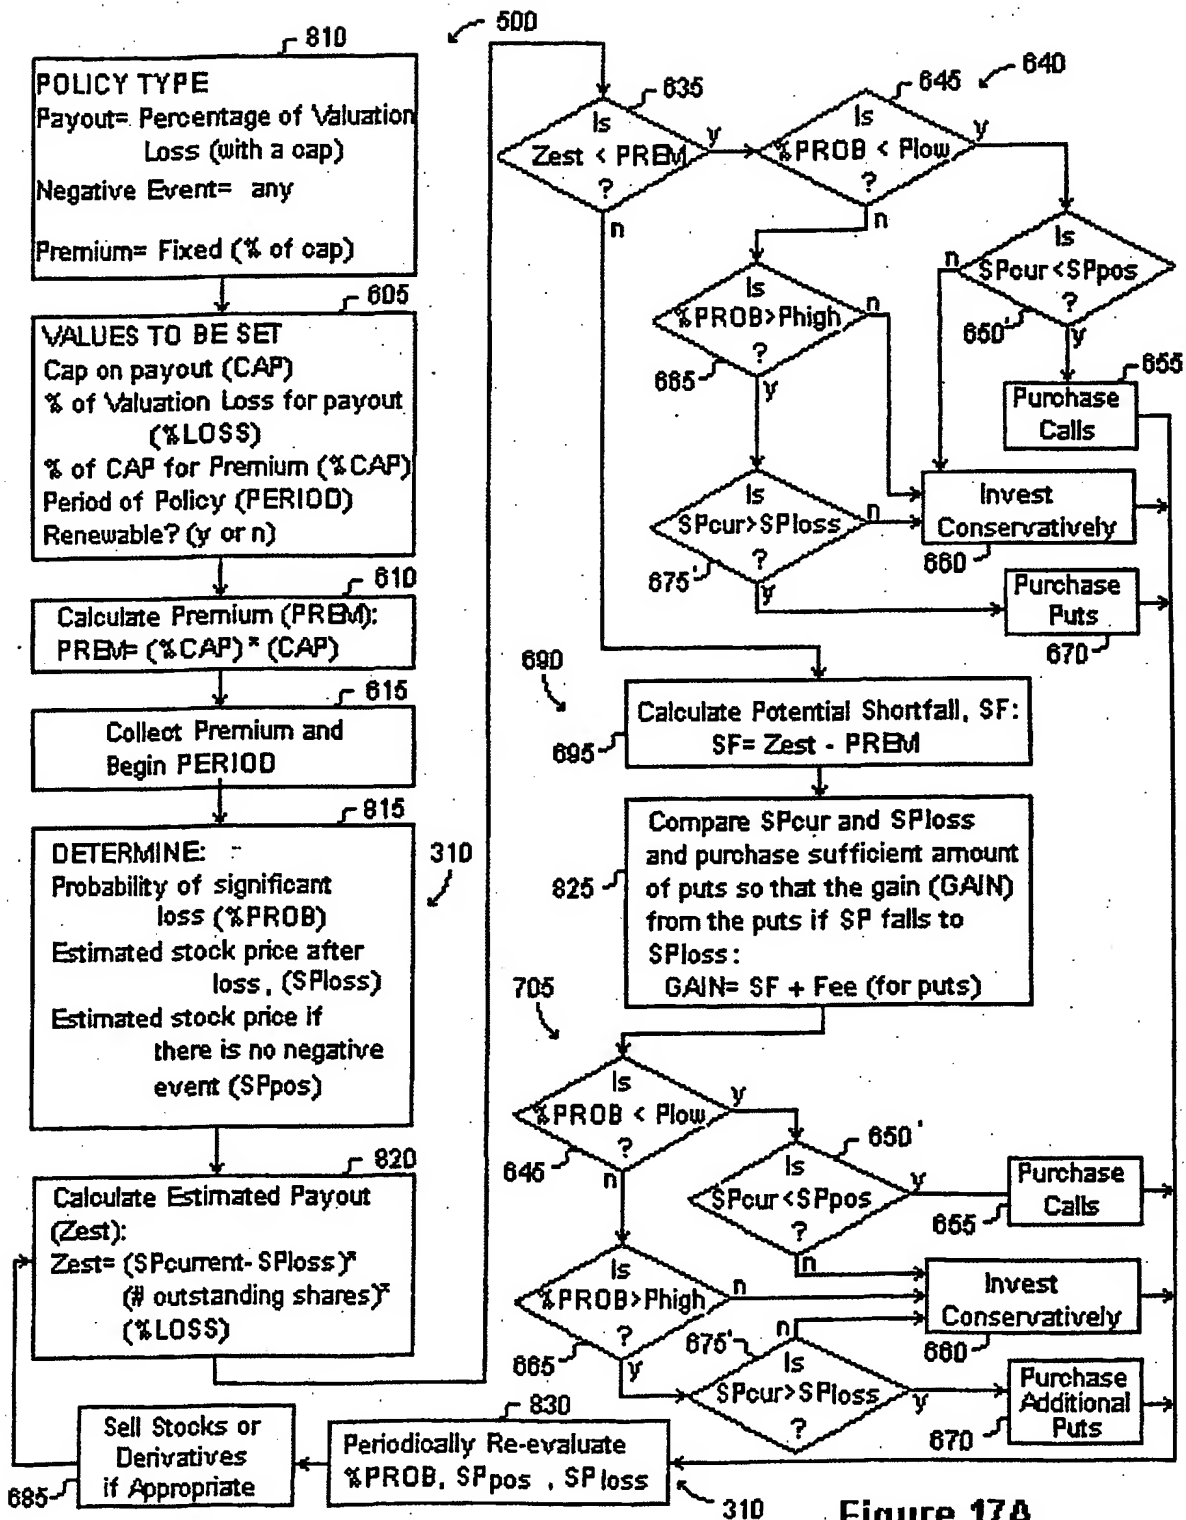 810
POLICY TYPE
Payout= Percentage of Valuation
Loss (with a cap)
Negative Event= any
Premium= Fixed (% of cap)
605
VALUES TO BE SET
Cap on payout (CAP)
% of Valuation Loss for payout
(%LOSS)
% of CAP for Premium (%CAP)
Period of Policy (PERIOD)
Renewable? (y or n)
610
Calculate Premium (PREM):
PREM= (%CAP)* (CAP)
615
Collect Premium and
Begin PERIOD
815
310
DETERMINE:
Probability of significant
loss (%PROB)
Estimated stock price after
loss, (SPloss)
Estimated stock price if
there is no negative
event (SPpos)
820
Calculate Estimated Payout
(Zest):
Zest= (SPcurrent-SPloss)*
(# outstanding shares)*
(%LOSS)
500
635
Is
Zest < PREM
?
y
n
645
640
Is
%PROB < Plow
?
y
n
Is
SPcur<SPpos
?
n
y
650'
655
Purchase
Calls
Is
%PROB>Phigh
?
n
y
665
Is
SPcur>SPloss
?
n
y
675'
Invest
Conservatively
660
Purchase
Puts
670
690
Calculate Potential Shortfall, SF:
SF= Zest - PREM
695
Compare SPcur and SPloss
and purchase sufficient amount
of puts so that the gain (GAIN)
from the puts if SP falls to
SPloss:
GAIN= SF + Fee (for puts)
825
705
Is
%PROB < Plow
?
y
n
645
650'
Is
SPcur<SPpos
?
y
n
Purchase
Calls
655
Is
%PROB>Phigh
?
n
y
665
Invest
Conservatively
660
675'
n
Is
SPcur>SPloss
?
y
Purchase
Additional
Puts
670
830
Periodically Re-evaluate
%PROB, SPpos , SPloss
310
Sell Stocks or
Derivatives
if Appropriate
685
Figure 17A